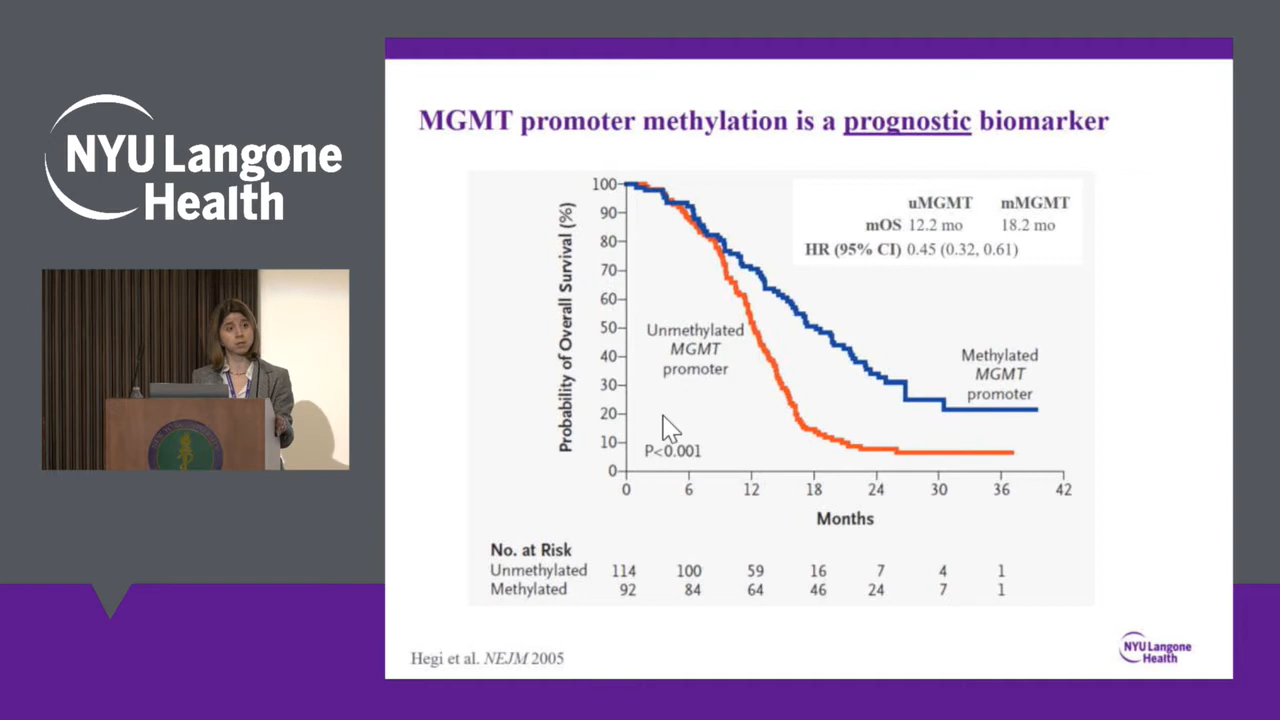 NYU Langone
Health
MGMT promoter methylation is a prognostic biomarker
Probability of Overall Survival (%)
100
90
80
70
60
50
40
30
20
10
0
uMGMT mMGMT
mOS 12.2 mo 18.2 mo
HR (95% CI) 0.45 (0.32, 0.61)
Unmethylated
MGMT
promoter
Methylated
MGMT
promoter
P<0.001
0 6 12 18 24 30 36 42
Months
No. at Risk
Unmethylated 114 100 59 16 7 4 1
Methylated 92 84 64 46 24 7 1
Hegi et al. NEJM 2005
NYU Langone
Health